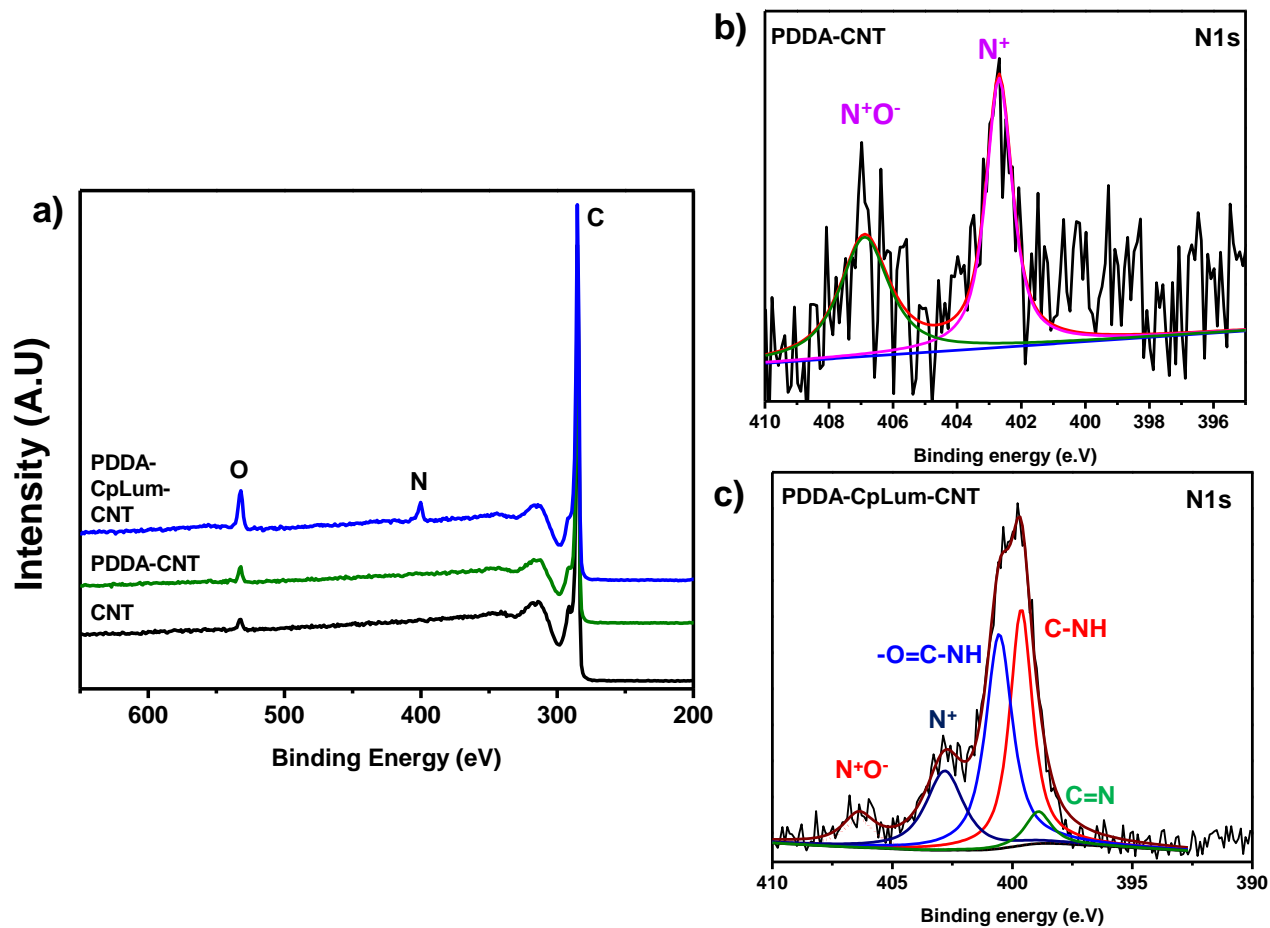 a)
Intensity (A.U)
C
O
N
PDDA-
CpLum-
CNT
PDDA-CNT
CNT
600 500 400 300 200
Binding Energy (eV)
b)
PDDA-CNT
N1s
N⁺
N⁺O⁻
410 408 406 404 402 400 398 396
Binding energy (e.V)
c)
PDDA-CpLum-CNT
N1s
C-NH
-O=C-NH
N⁺
N⁺O⁻
C=N
410 405 400 395 390
Binding energy (e.V)